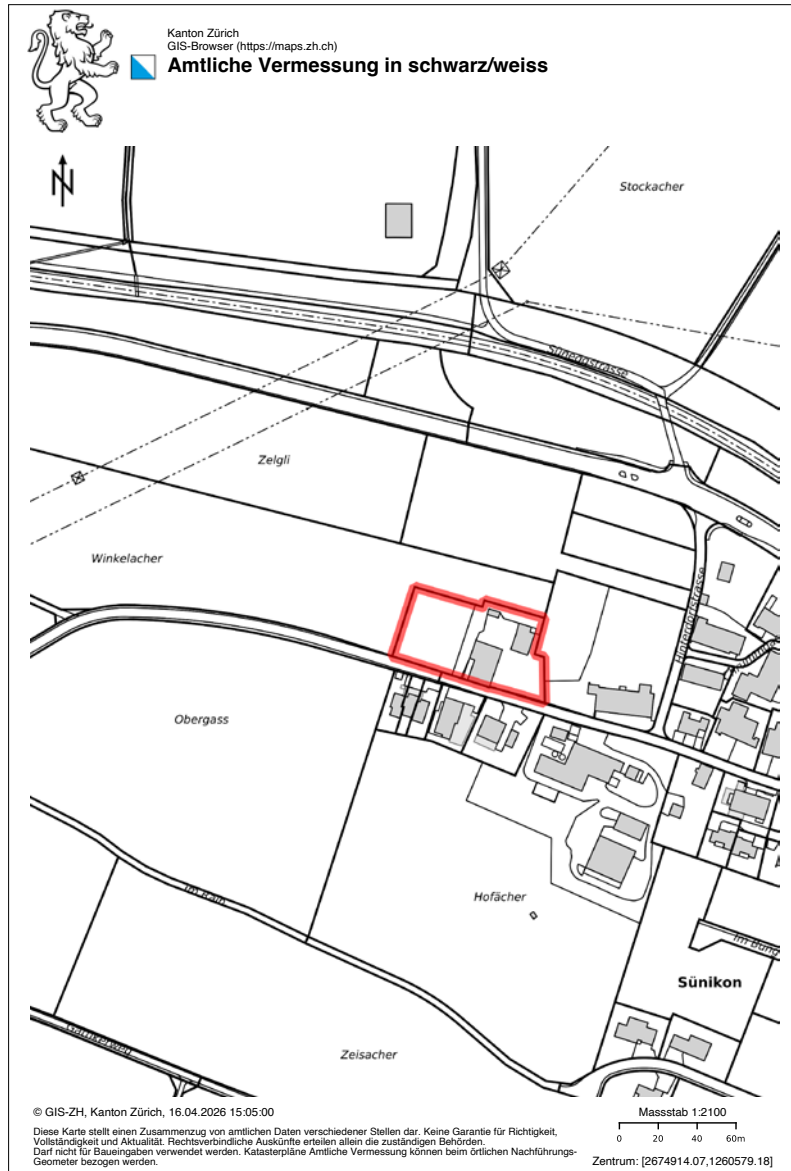 Kanton Zürich
GIS-Browser (https://maps.zh.ch)
Amtliche Vermessung in schwarz/weiss
N
Stockacher
Zelgli
Winkelacher
Hinterdorfstrasse
Obergass
Im Rain
Hofächer
Im Bung
Sünikon
Zeisacher
© GIS-ZH, Kanton Zürich, 16.04.2026 15:05:00
Diese Karte stellt einen Zusammenzug von amtlichen Daten verschiedener Stellen dar. Keine Garantie für Richtigkeit,
Vollständigkeit und Aktualität. Rechtsverbindliche Auskünfte erteilen allein die zuständigen Behörden.
Darf nicht für Baueingaben verwendet werden. Katasterpläne Amtliche Vermessung können beim örtlichen Nachführungs-
Geometer bezogen werden.
Massstab 1:2100
0 20 40 60m
Zentrum: [2674914.07,1260579.18]